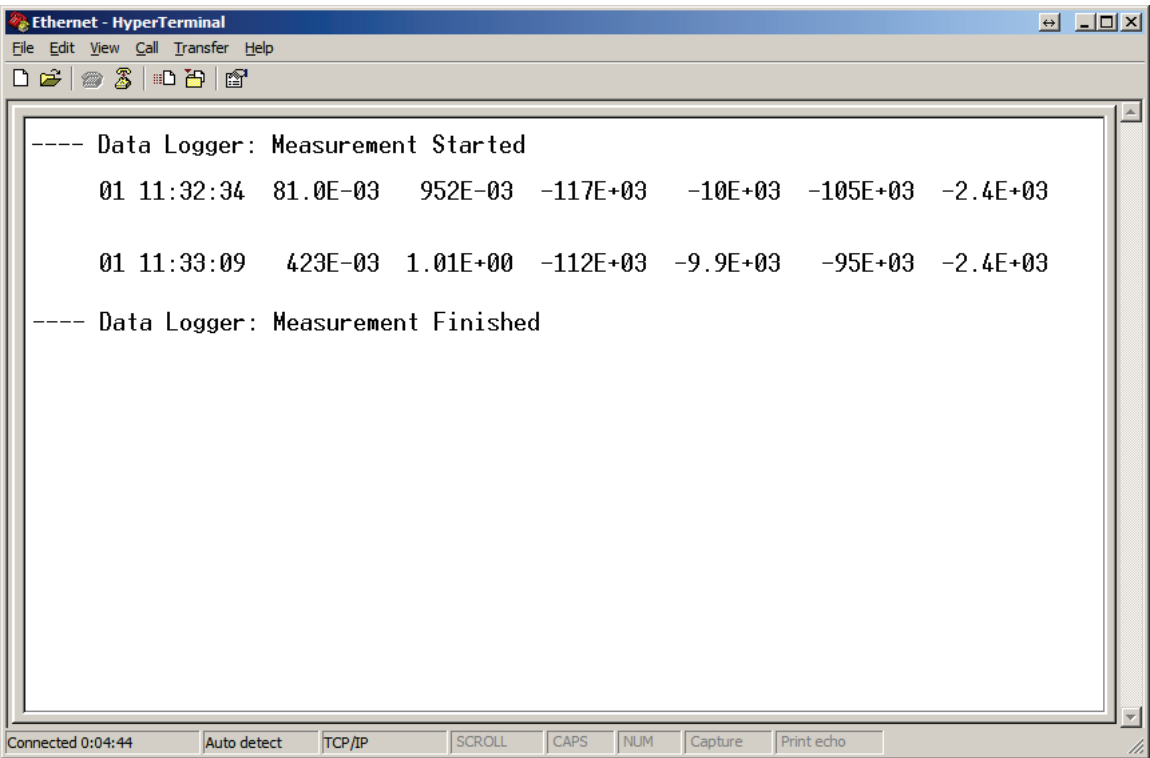 Ethernet - HyperTerminal
File Edit View Call Transfer Help
---- Data Logger: Measurement Started
01 11:32:34 81.0E-03 952E-03 -117E+03 -10E+03 -105E+03 -2.4E+03
01 11:33:09 423E-03 1.01E+00 -112E+03 -9.9E+03 -95E+03 -2.4E+03
---- Data Logger: Measurement Finished
Connected 0:04:44 Auto detect TCP/IP SCROLL CAPS NUM Capture Print echo